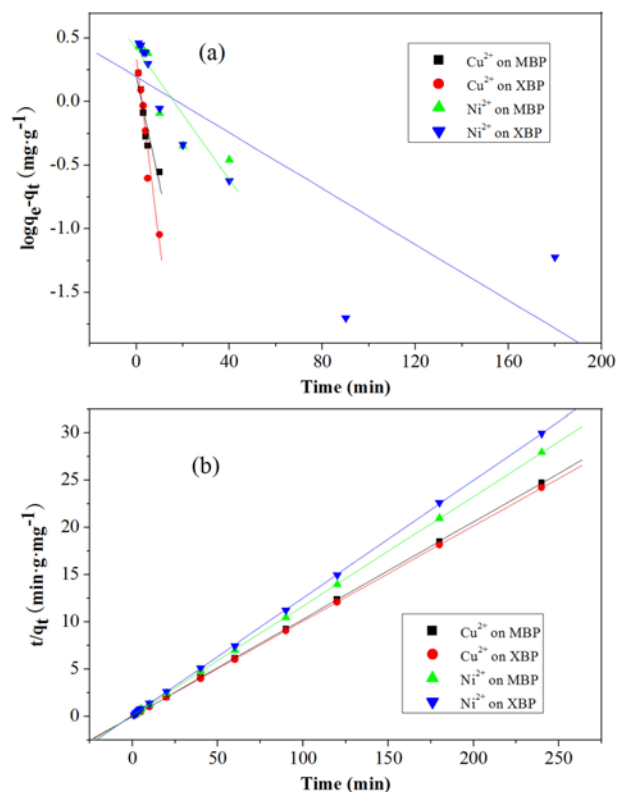 (a)
Cu²⁺ on MBP
Cu²⁺ on XBP
Ni²⁺ on MBP
Ni²⁺ on XBP
0.5
0.0
-0.5
-1.0
-1.5
logqₑ-qₜ (mg·g⁻¹)
0 40 80 120 160 200
Time (min)
(b)
30
25
20
15
10
5
0
t/qₜ (min·g·mg⁻¹)
Cu²⁺ on MBP
Cu²⁺ on XBP
Ni²⁺ on MBP
Ni²⁺ on XBP
0 50 100 150 200 250
Time (min)